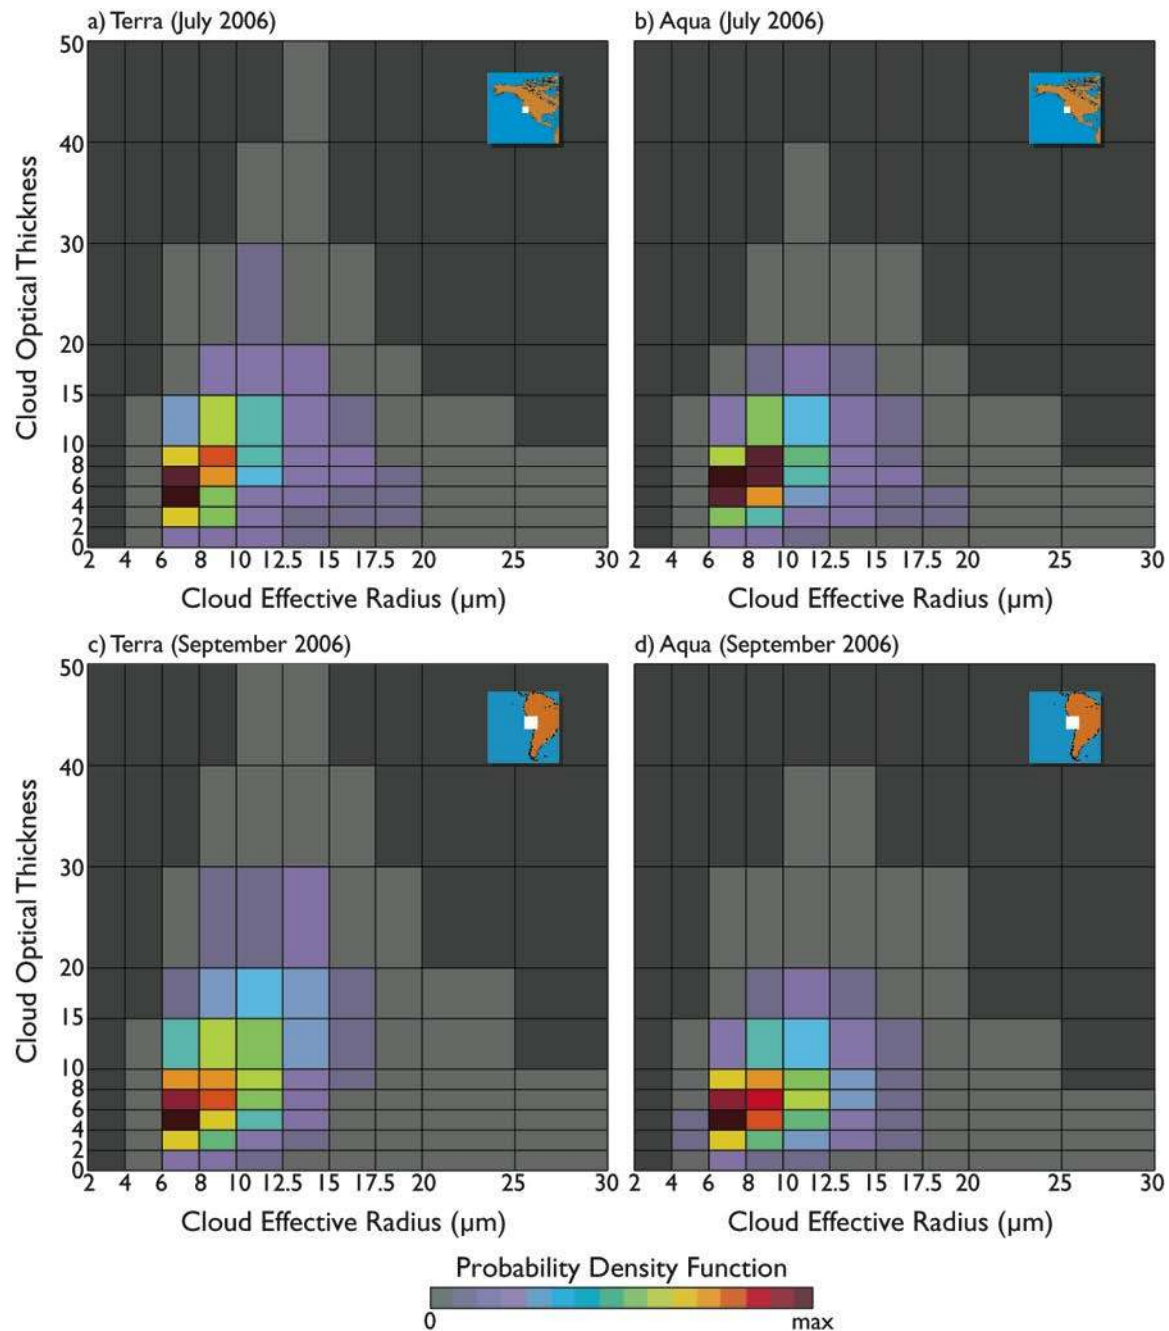 a) Terra (July 2006)
b) Aqua (July 2006)
50
40
30
20
15
10
8
6
4
2
0
Cloud Optical Thickness
2 4 6 8 10 12.5 15 17.5 20 25 30
2 4 6 8 10 12.5 15 17.5 20 25 30
Cloud Effective Radius (µm)
Cloud Effective Radius (µm)
c) Terra (September 2006)
d) Aqua (September 2006)
50
40
30
20
15
10
8
6
4
2
0
Cloud Optical Thickness
2 4 6 8 10 12.5 15 17.5 20 25 30
2 4 6 8 10 12.5 15 17.5 20 25 30
Cloud Effective Radius (µm)
Cloud Effective Radius (µm)
Probability Density Function
0 max